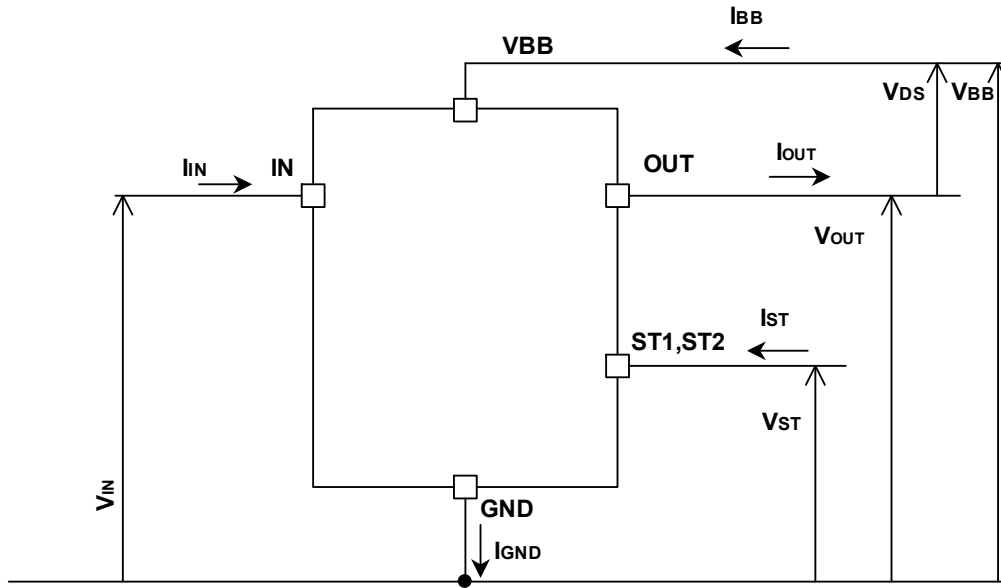 IBB
VBB
VDS
VBB
IIN
IN
OUT
IOUT
VOUT
IST
ST1,ST2
VST
VIN
GND
IGND